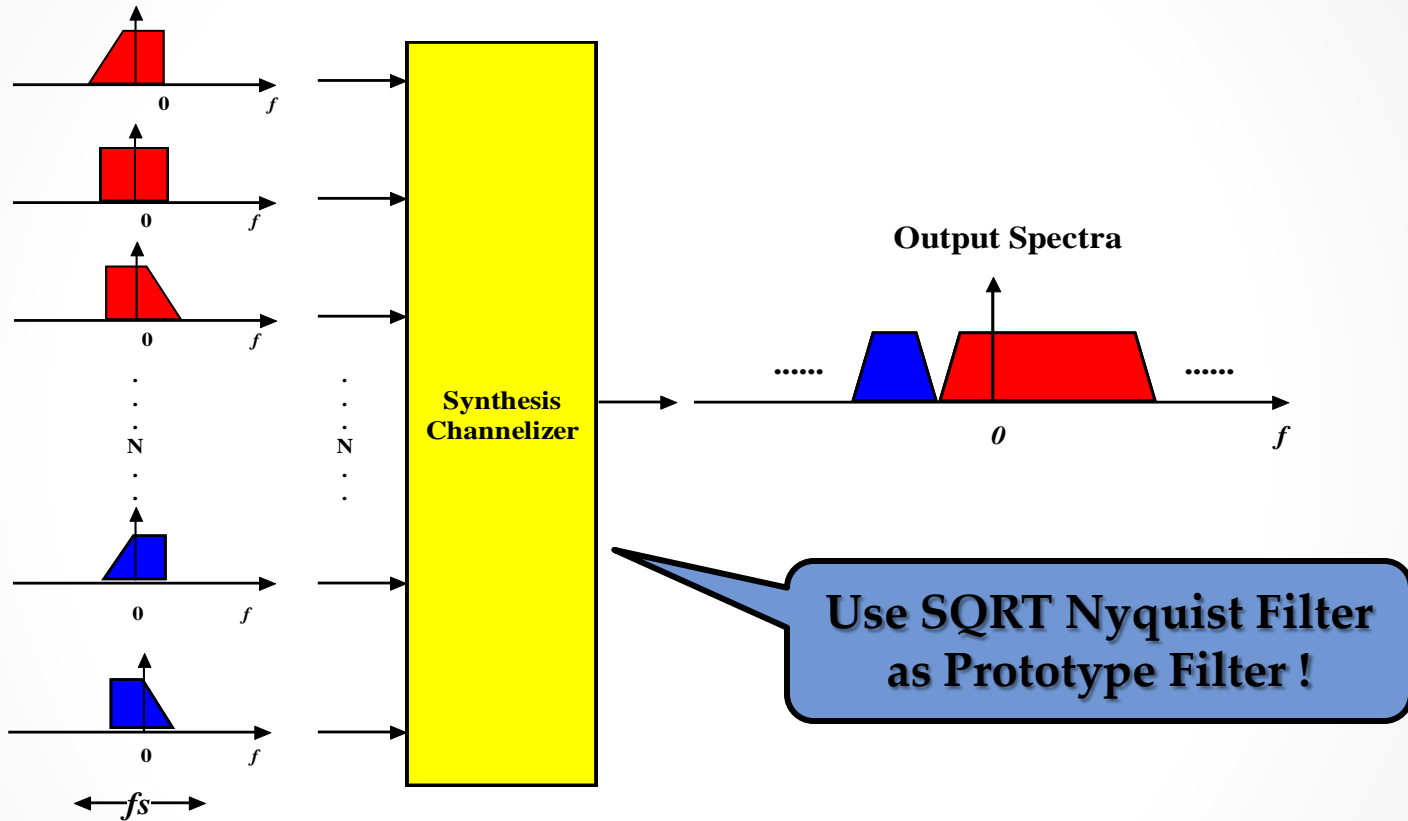 0
f
0
f
0
f
.
.
.
.
N
.
.
.
.
.
.
.
N
.
.
.
0
f
0
f
fs
Synthesis
Channelizer
Output Spectra
......
......
0
f
Use SQRT Nyquist Filter
as Prototype Filter !